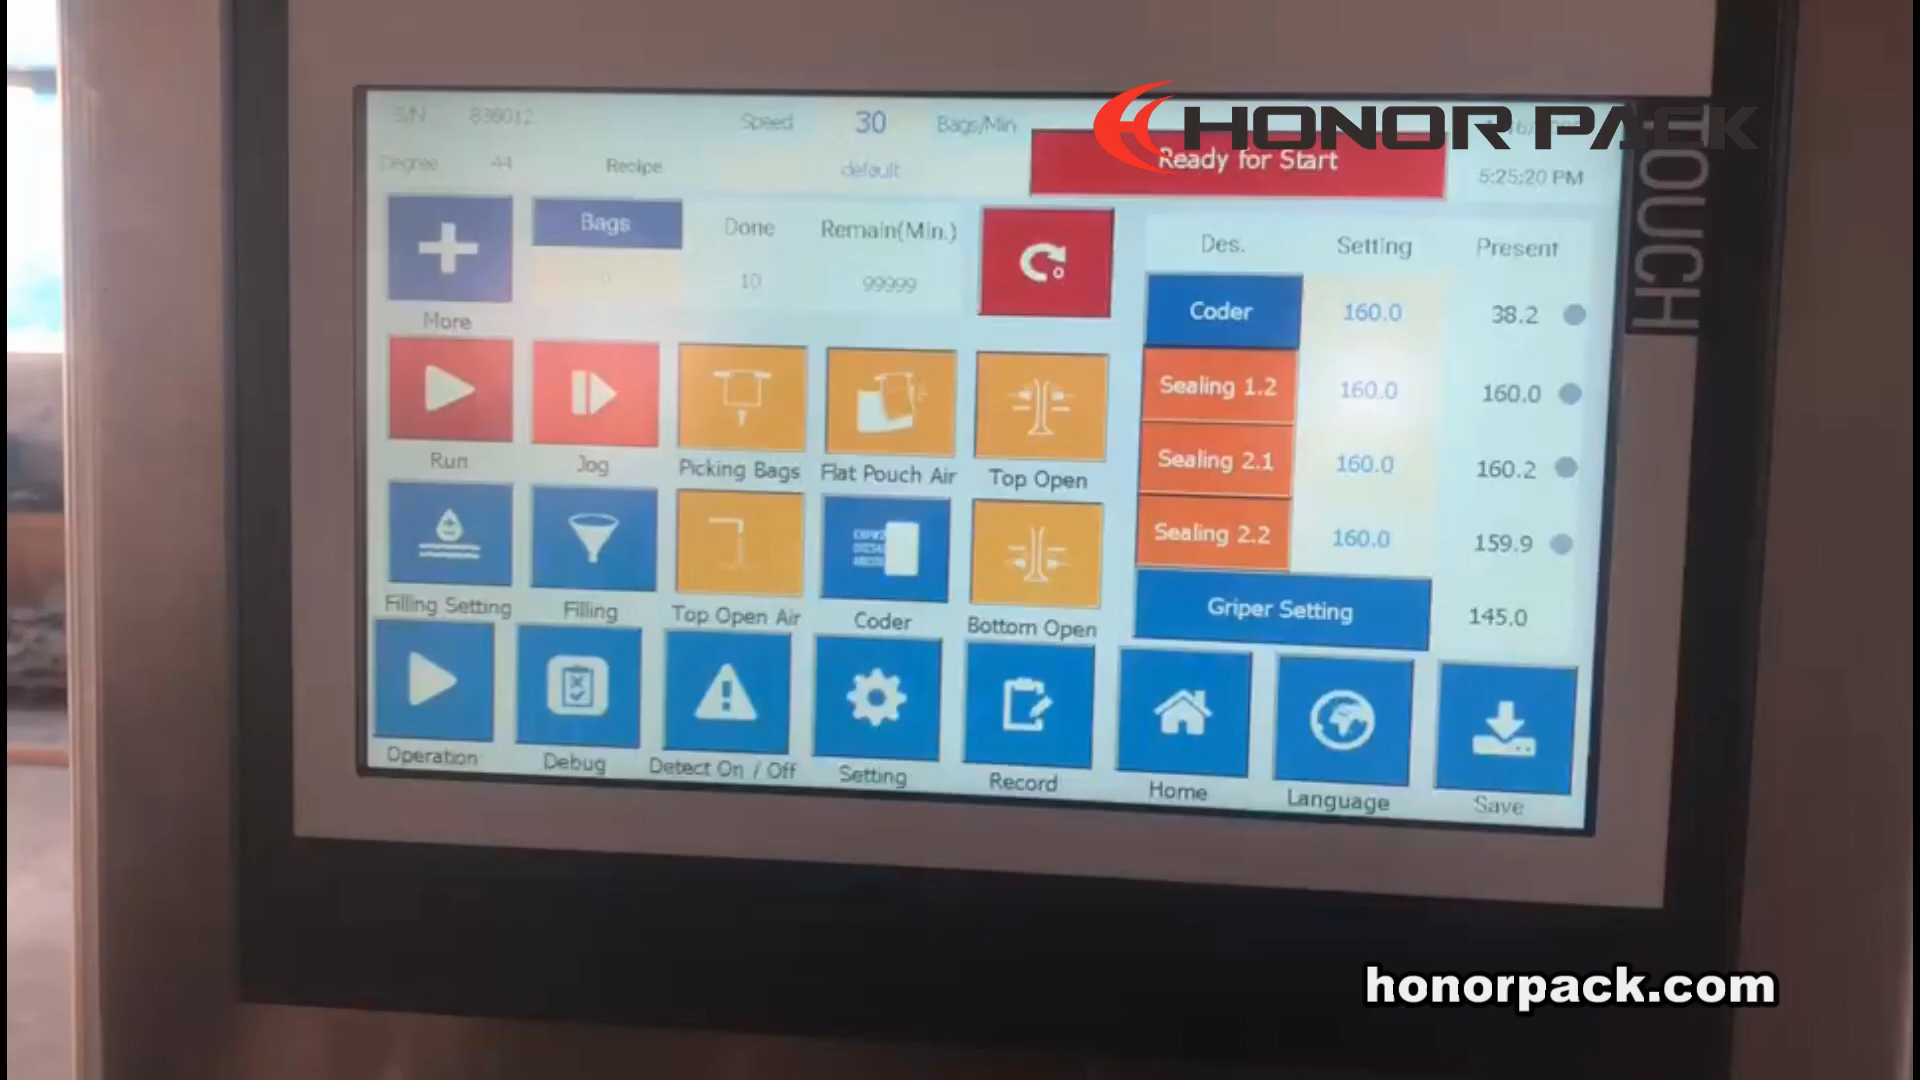 HONOR PACK
S/N 836012 Speed 30 Bags/Min
Ready for Start
Degree 44 Recipe default 5:25:20 PM
TOUCH
Bags Done Remain(Min.)
0 10 99999
More
Des. Setting Present
Coder 160.0 38.2
Sealing 1.2 160.0 160.0
Sealing 2.1 160.0 160.2
Sealing 2.2 160.0 159.9
Griper Setting 145.0
Run Jog Picking Bags Flat Pouch Air Top Open
Filling Setting Filling Top Open Air Coder Bottom Open
Operation Debug Detect On / Off Setting Record Home Language Save
honorpack.com